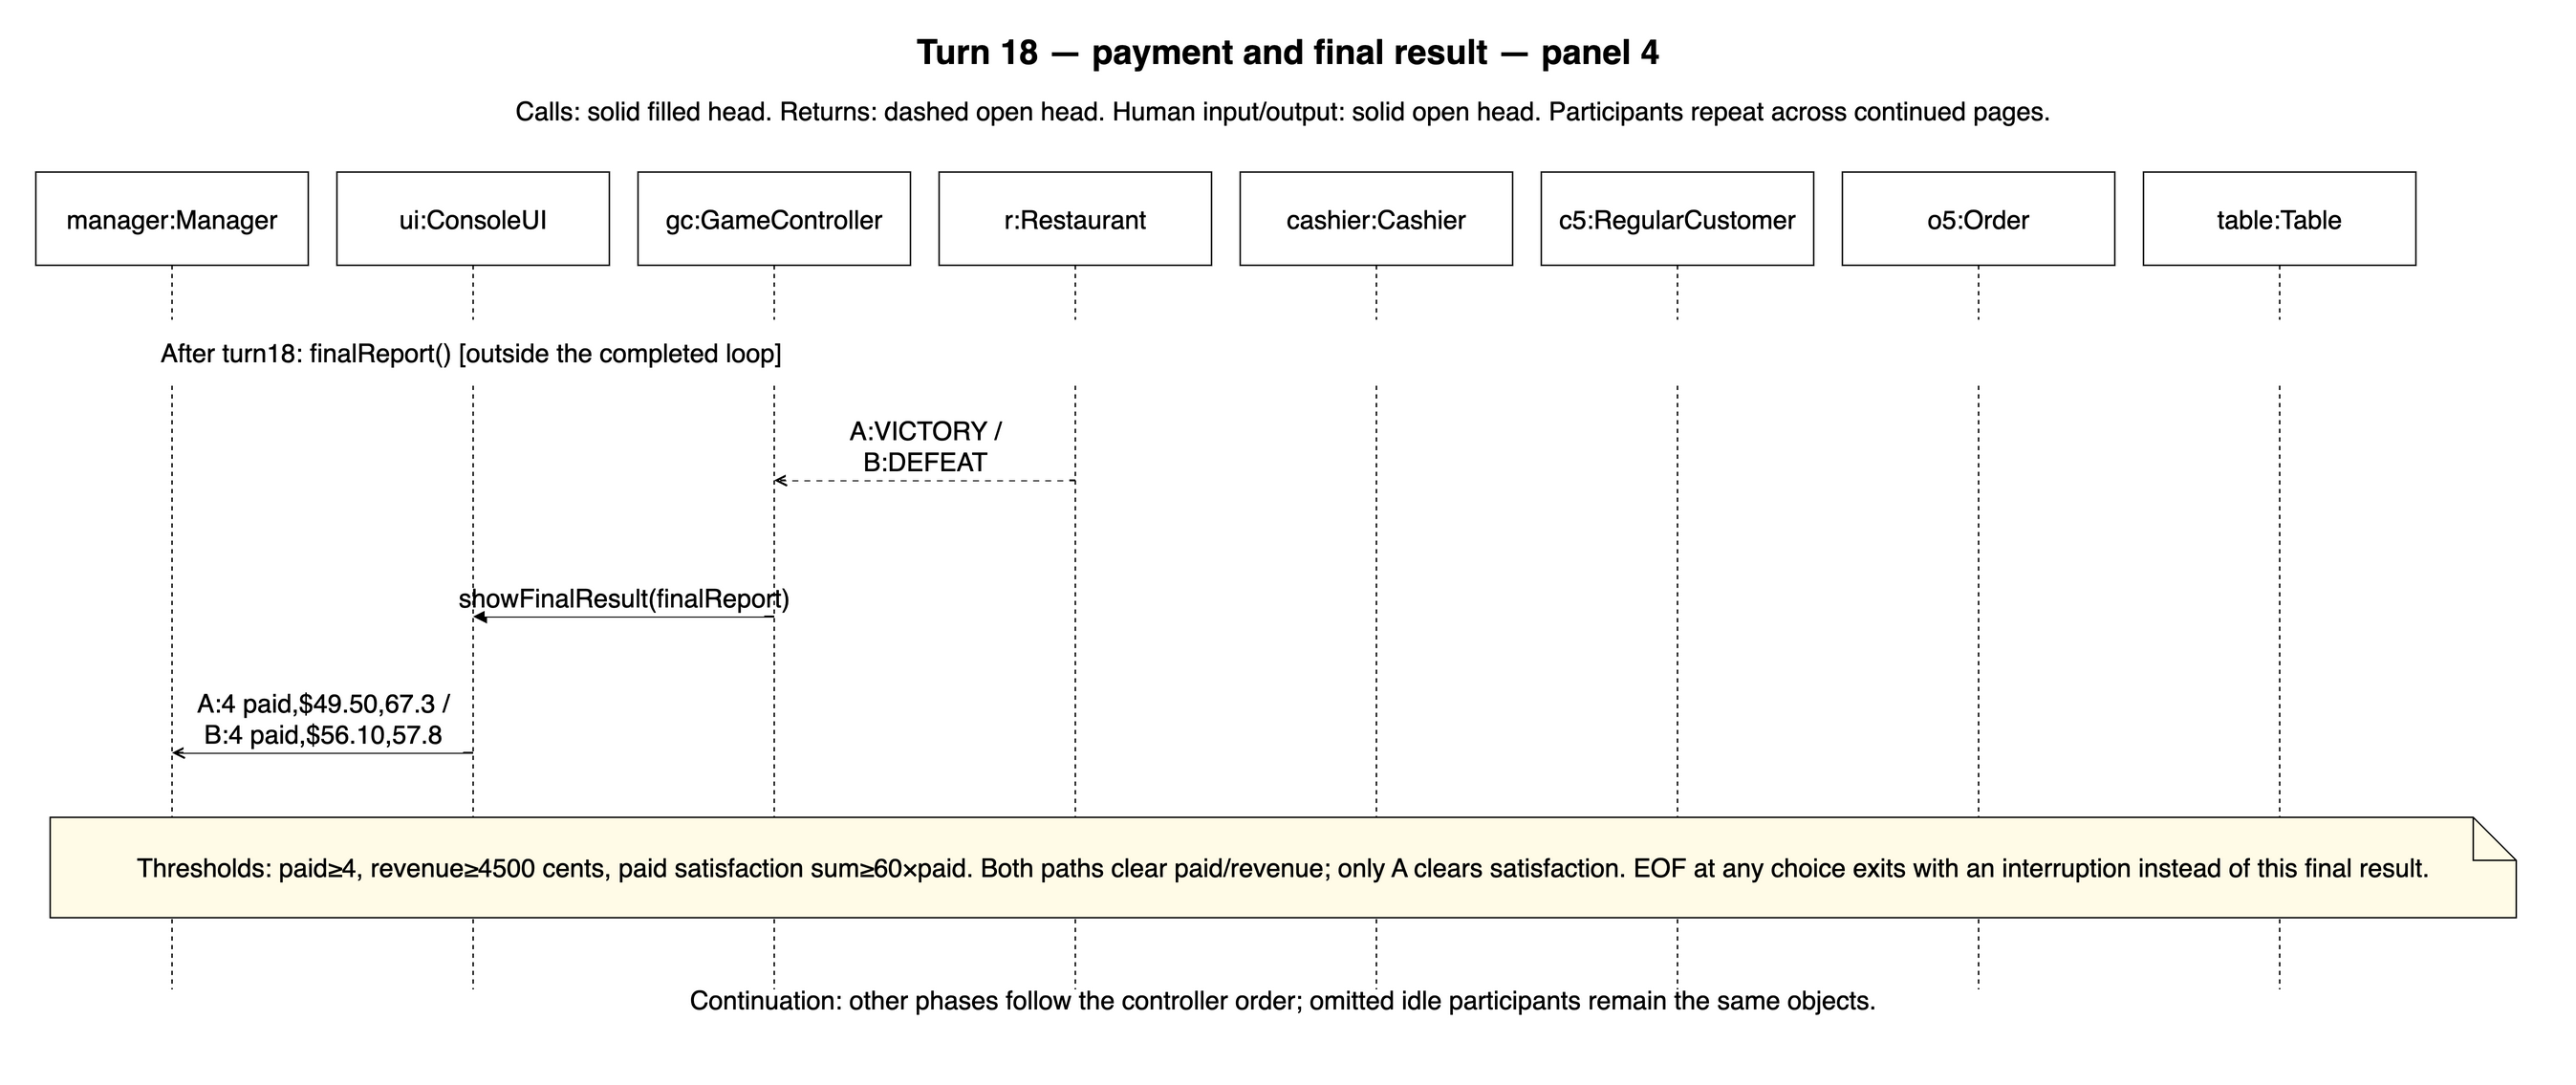 Turn 18 — payment and final result — panel 4
Calls: solid filled head. Returns: dashed open head. Human input/output: solid open head. Participants repeat across continued pages.
manager:Manager
ui:ConsoleUI
gc:GameController
r:Restaurant
cashier:Cashier
c5:RegularCustomer
o5:Order
table:Table
After turn18: finalReport() [outside the completed loop]
A:VICTORY /
B:DEFEAT
showFinalResult(finalReport)
A:4 paid,$49.50,67.3 /
B:4 paid,$56.10,57.8
Thresholds: paid≥4, revenue≥4500 cents, paid satisfaction sum≥60×paid. Both paths clear paid/revenue; only A clears satisfaction. EOF at any choice exits with an interruption instead of this final result.
Continuation: other phases follow the controller order; omitted idle participants remain the same objects.